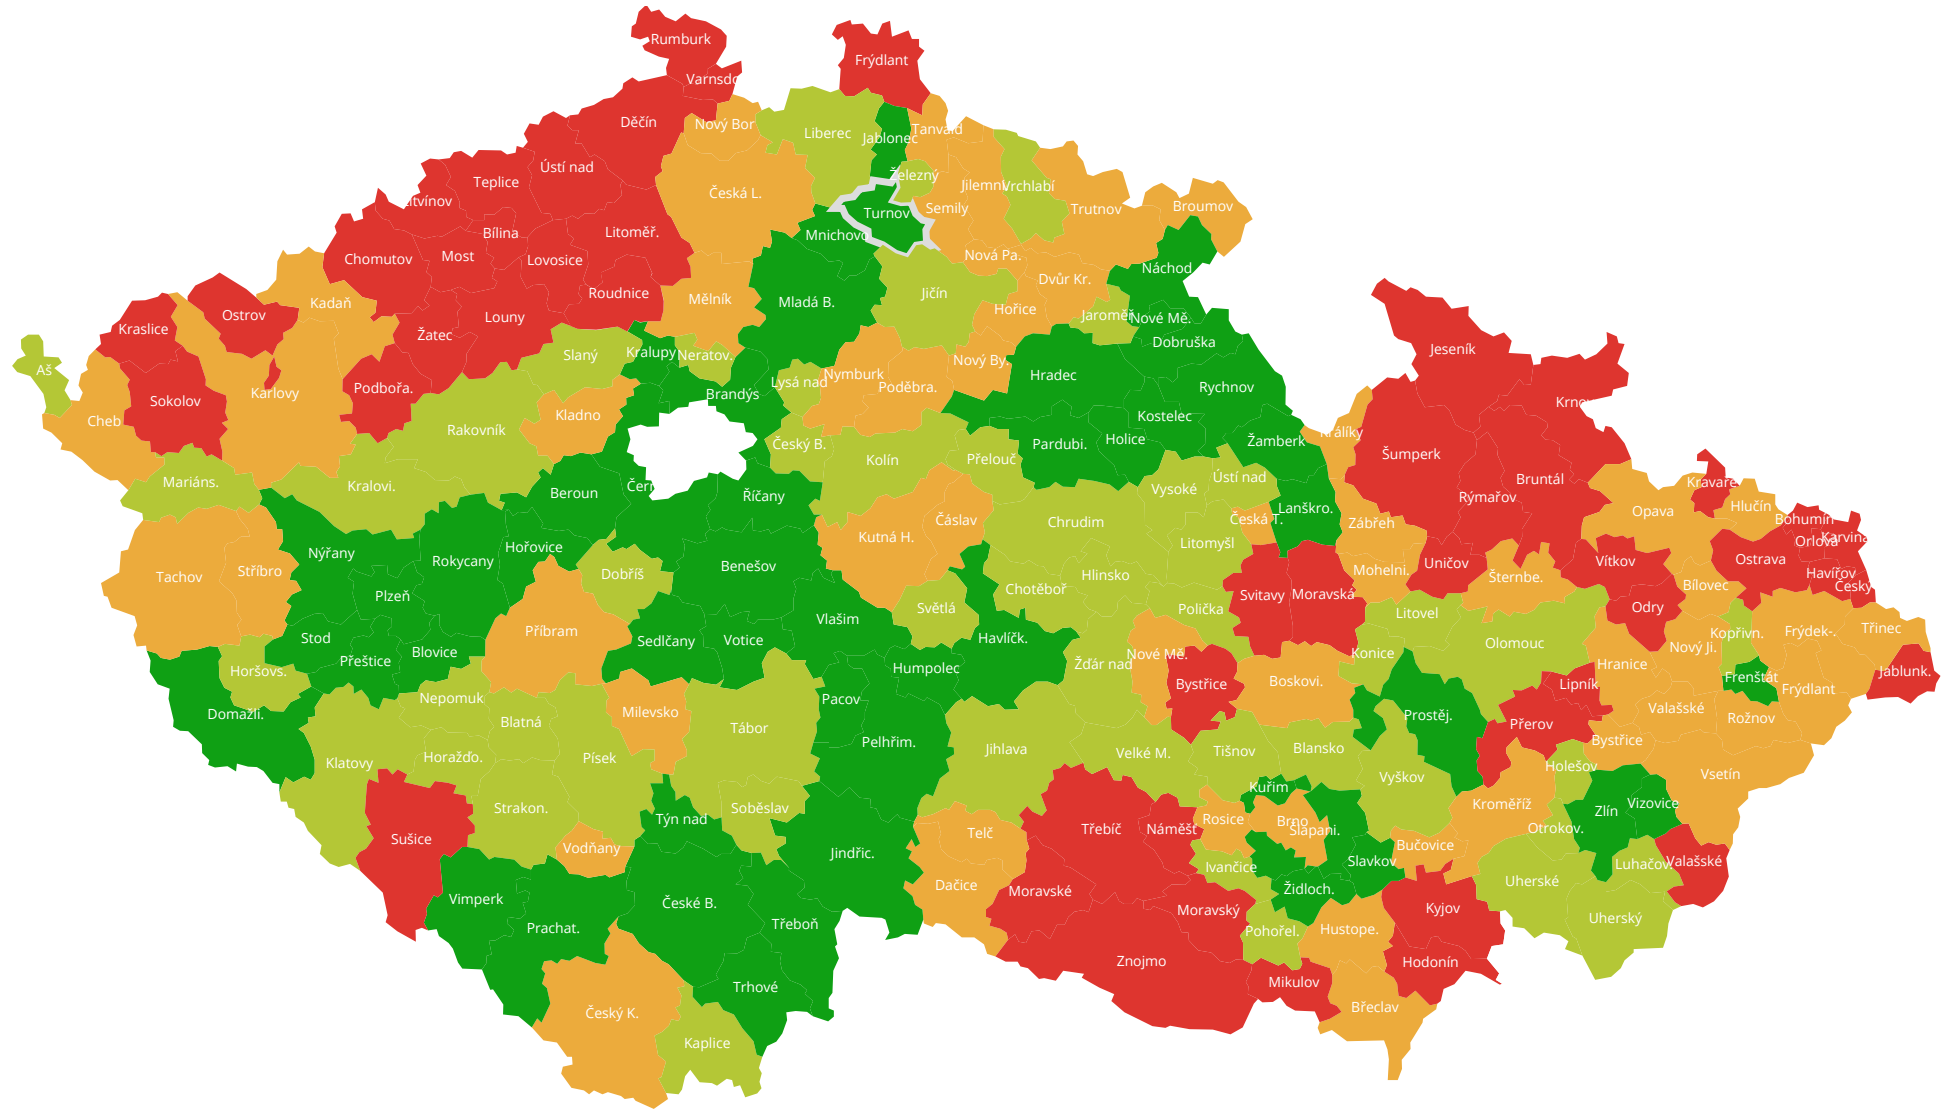 Rumburk
Varnsdo
Frýdlant
Děčín
Nový Bor
Liberec
Jablonec
Tanvald
Ústí nad
Teplice
Litvínov
Česká L.
Železný
Jilemni
Vrchlabí
Semily
Turnov
Trutnov
Broumov
Bílina
Litoměř.
Mnichovo
Chomutov
Most
Lovosice
Nová Pa.
Náchod
Dvůr Kr.
Roudnice
Mělník
Mladá B.
Jičín
Hořice
Jaroměř
Nové Mě.
Kadaň
Ostrov
Kraslice
Louny
Žatec
Dobruška
Slaný
Kralupy
Neratov.
Jeseník
Aš
Podbořa.
Karlovy
Sokolov
Cheb
Nový By.
Nymburk
Poděbra.
Lysá nad
Brandýs
Hradec
Rychnov
Krnov
Kladno
Rakovník
Kostelec
Holice
Žamberk
Králíky
Pardubi.
Český B.
Kolín
Přelouč
Šumperk
Mariáns.
Kralovi.
Beroun
Čern
Říčany
Vysoké
Ústí nad
Bruntál
Rýmařov
Kravaře
Hlučín
Opava
Bohumín
Karviná
Orlová
Lanškro.
Česká T.
Zábřeh
Chrudim
Čáslav
Kutná H.
Litomyšl
Nýřany
Hořovice
Rokycany
Tachov
Stříbro
Dobříš
Benešov
Hlinsko
Chotěboř
Mohelni.
Uničov
Šternbe.
Vítkov
Ostrava
Havířov
Český
Bílovec
Plzeň
Světlá
Polička
Svitavy
Moravská
Litovel
Odry
Stod
Příbram
Sedlčany
Votice
Vlašim
Havlíčk.
Olomouc
Kopřivn.
Frýdek-.
Třinec
Přeštice
Blovice
Horšovs.
Humpolec
Žďár nad
Nové Mě.
Konice
Hranice
Nový Ji.
Jablunk.
Nepomuk
Pacov
Bystřice
Boskovi.
Lipník
Frenštát
Frýdlant
Domažli.
Blatná
Milevsko
Tábor
Prostěj.
Přerov
Valašské
Rožnov
Klatovy
Horažďo.
Písek
Pelhřim.
Jihlava
Velké M.
Tišnov
Blansko
Bystřice
Vyškov
Holešov
Vsetín
Strakon.
Soběslav
Týn nad
Kuřim
Kroměříž
Zlín
Vizovice
Rosice
Brno
Šlapani.
Otrokov.
Sušice
Vodňany
Jindřic.
Telč
Třebíč
Náměšť
Bučovice
Slavkov
Ivančice
Luhačov.
Valašské
Vimperk
České B.
Dačice
Moravské
Židloch.
Uherské
Prachat.
Třeboň
Moravský
Kyjov
Uherský
Pohořel.
Hustope.
Znojmo
Hodonín
Trhové
Mikulov
Český K.
Břeclav
Kaplice